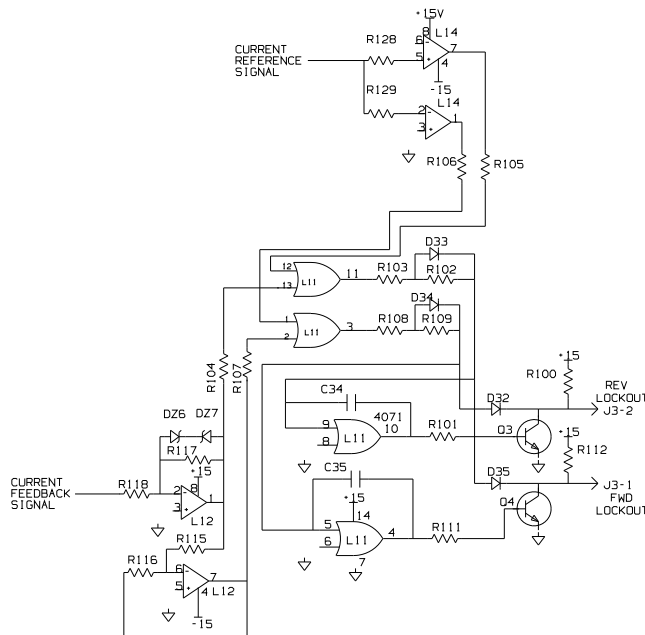 +15V
8 L14
R128
6 - 7
CURRENT
REFERENCE
SIGNAL
5 +
4
-15
R129
L14
2 - 1
3 +
R106
R105
D33
12
11
R103
R102
L11
13
D34
1
3
R108
R109
L11
2
R104
R107
+15
R100
REV
LOCKOUT
J3-2
C34
D32
4071
9
10
R101
L11
8
Q3
+15
R112
DZ6 DZ7
R117
+15
C35
D35
J3-1
FWD
LOCKOUT
CURRENT
FEEDBACK
SIGNAL
R118
8
2 - 1
3 +
L12
+15
14
5
4
R111
L11
6
7
Q4
R115
R116
6 - 7
5 +
4 L12
-15